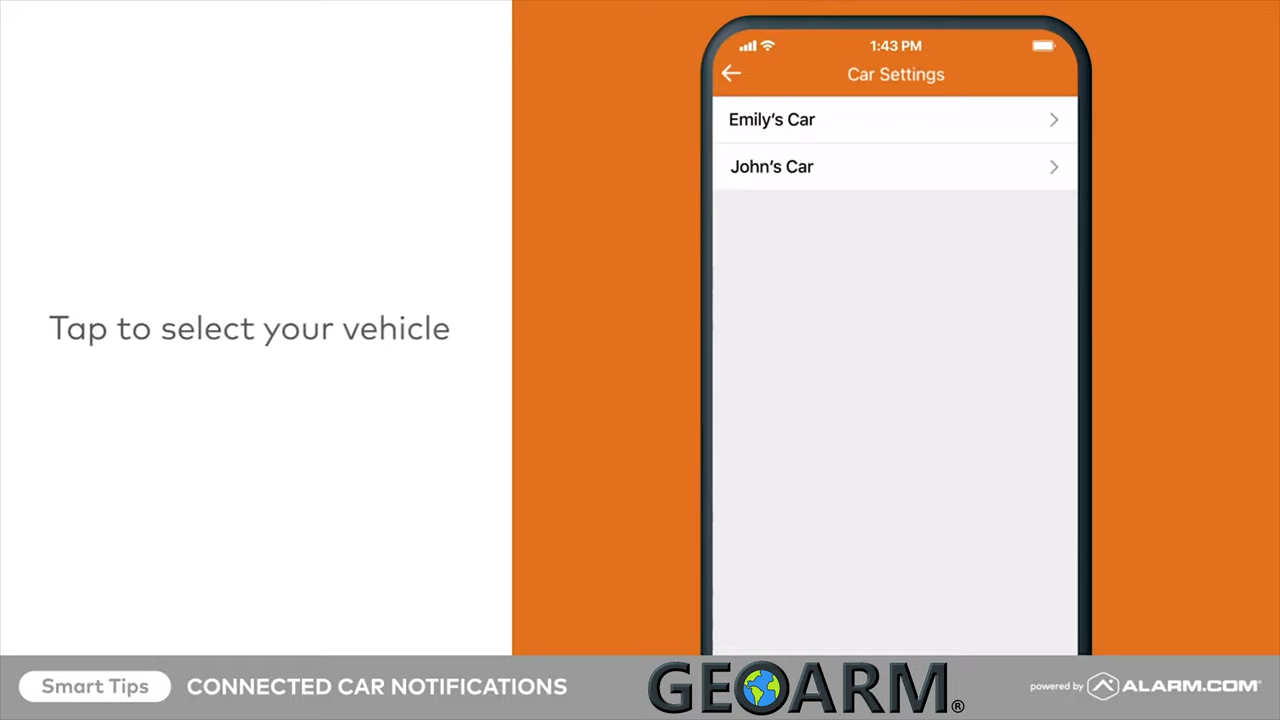 Tap to select your vehicle
1:43 PM
Car Settings
Emily's Car
John's Car
Smart Tips
CONNECTED CAR NOTIFICATIONS
GEOARM®
powered by ALARM.COM®